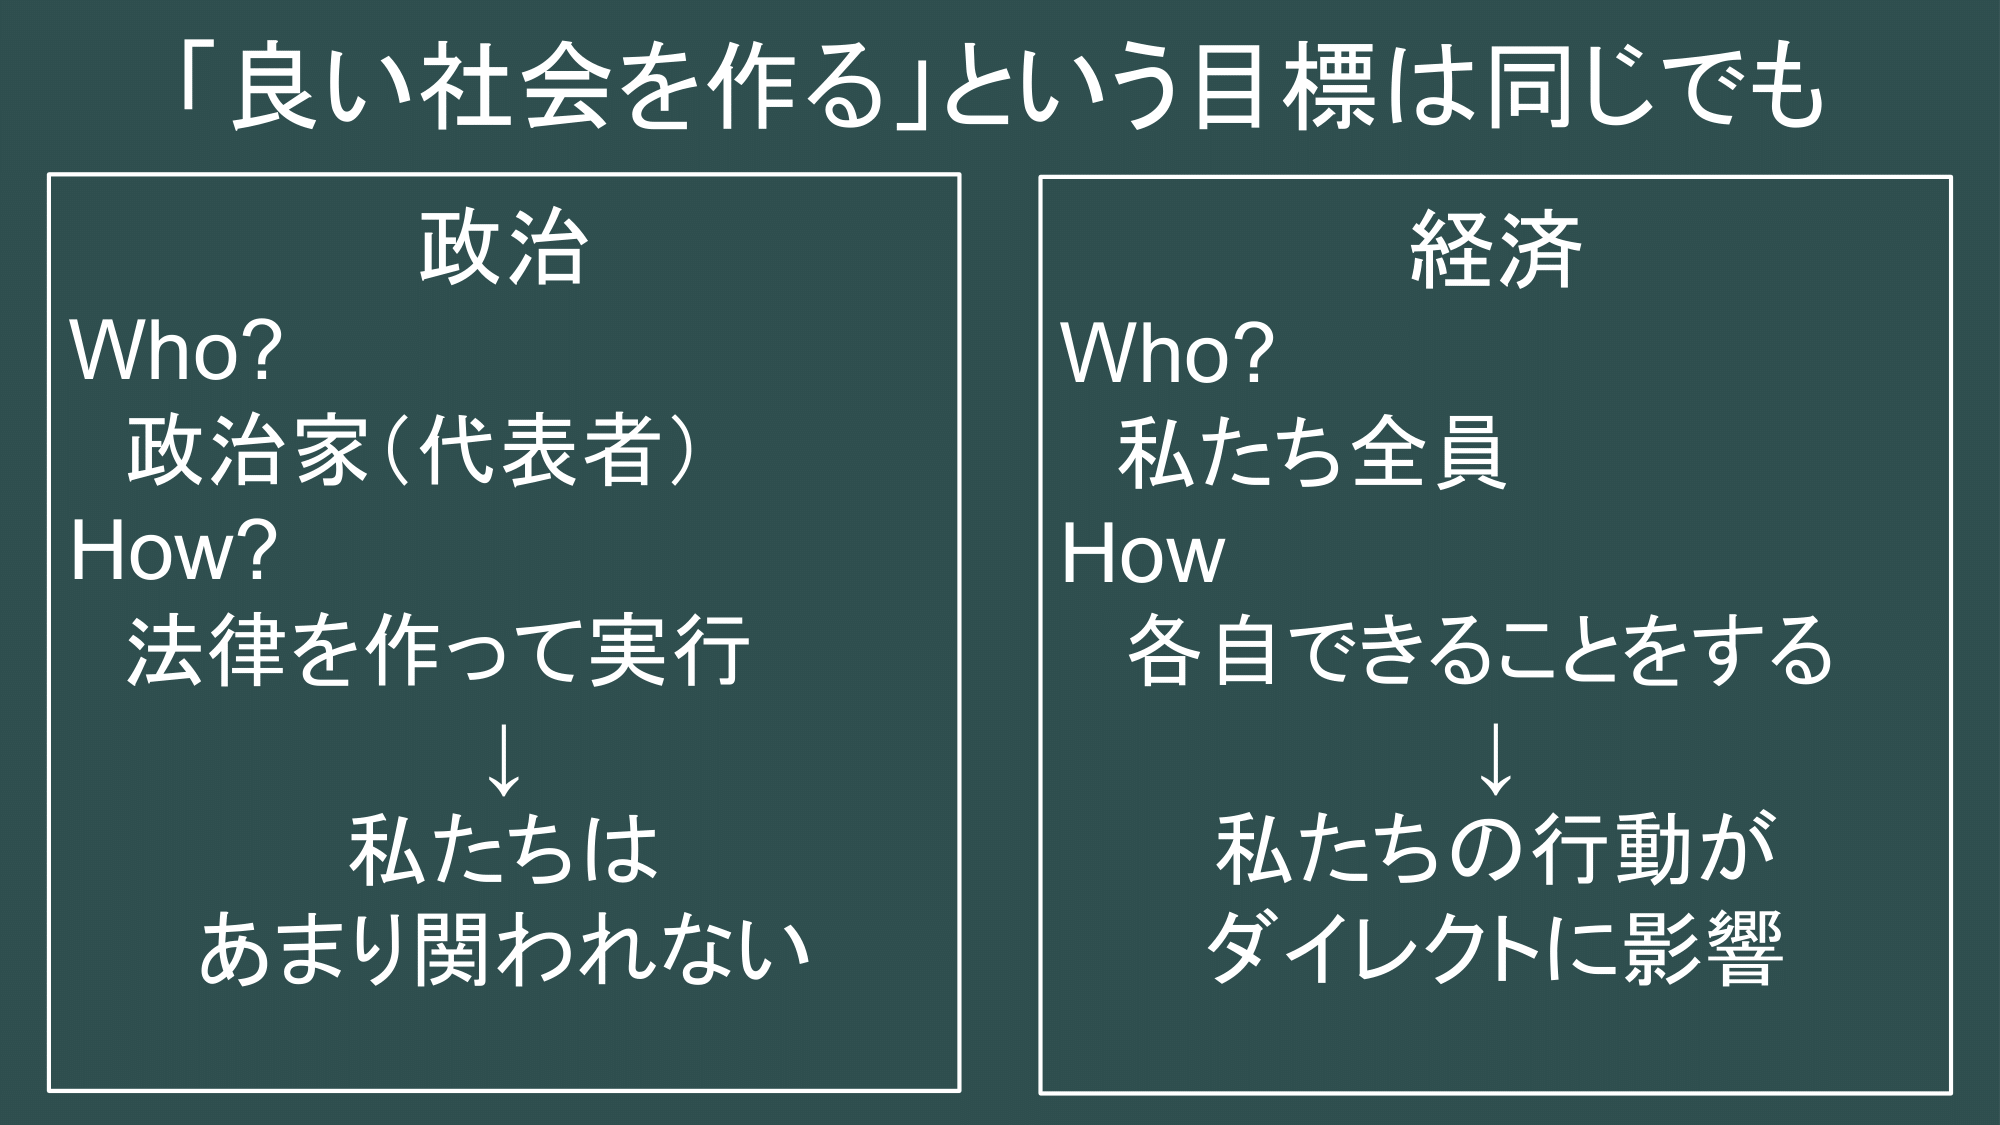 「良い社会を作る」という目標は同じでも
政治
Who?
政治家（代表者）
How?
法律を作って実行
↓
私たちは
あまり関われない
経済
Who?
私たち全員
How
各自できることをする
↓
私たちの行動が
ダイレクトに影響